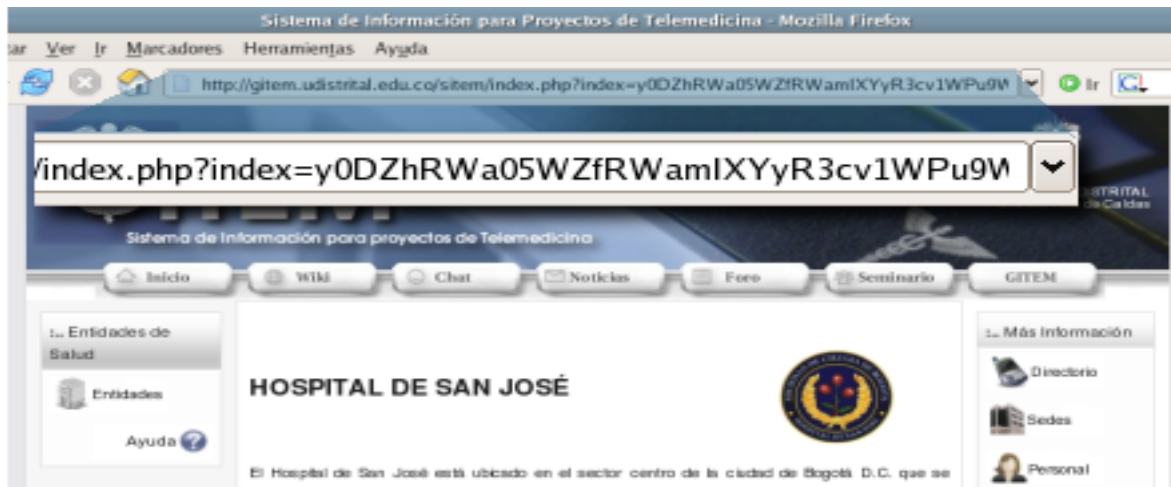 Sistema de Información para Proyectos de Telemedicina - Mozilla Firefox
Ver Ir Marcadores Herramientas Ayuda
http://gitem.udistrital.edu.co/sitem/index.php?index=y0DZhRWa05WZfRWamIXYyR3cv1WPu9W Ir
/index.php?index=y0DZhRWa05WZfRWamIXYyR3cv1WPu9W
de Caldas
Sistema de Información para proyectos de Telemedicina
Inicio Wiki Chat Noticias Foro Seminario GITEM
:.. Entidades de
Salud
Entidades
Ayuda
HOSPITAL DE SAN JOSÉ
El Hospital de San José está ubicado en el sector centro de la ciudad de Bogotá D.C. que se
:.. Más Información
Directorio
Sedes
Personal